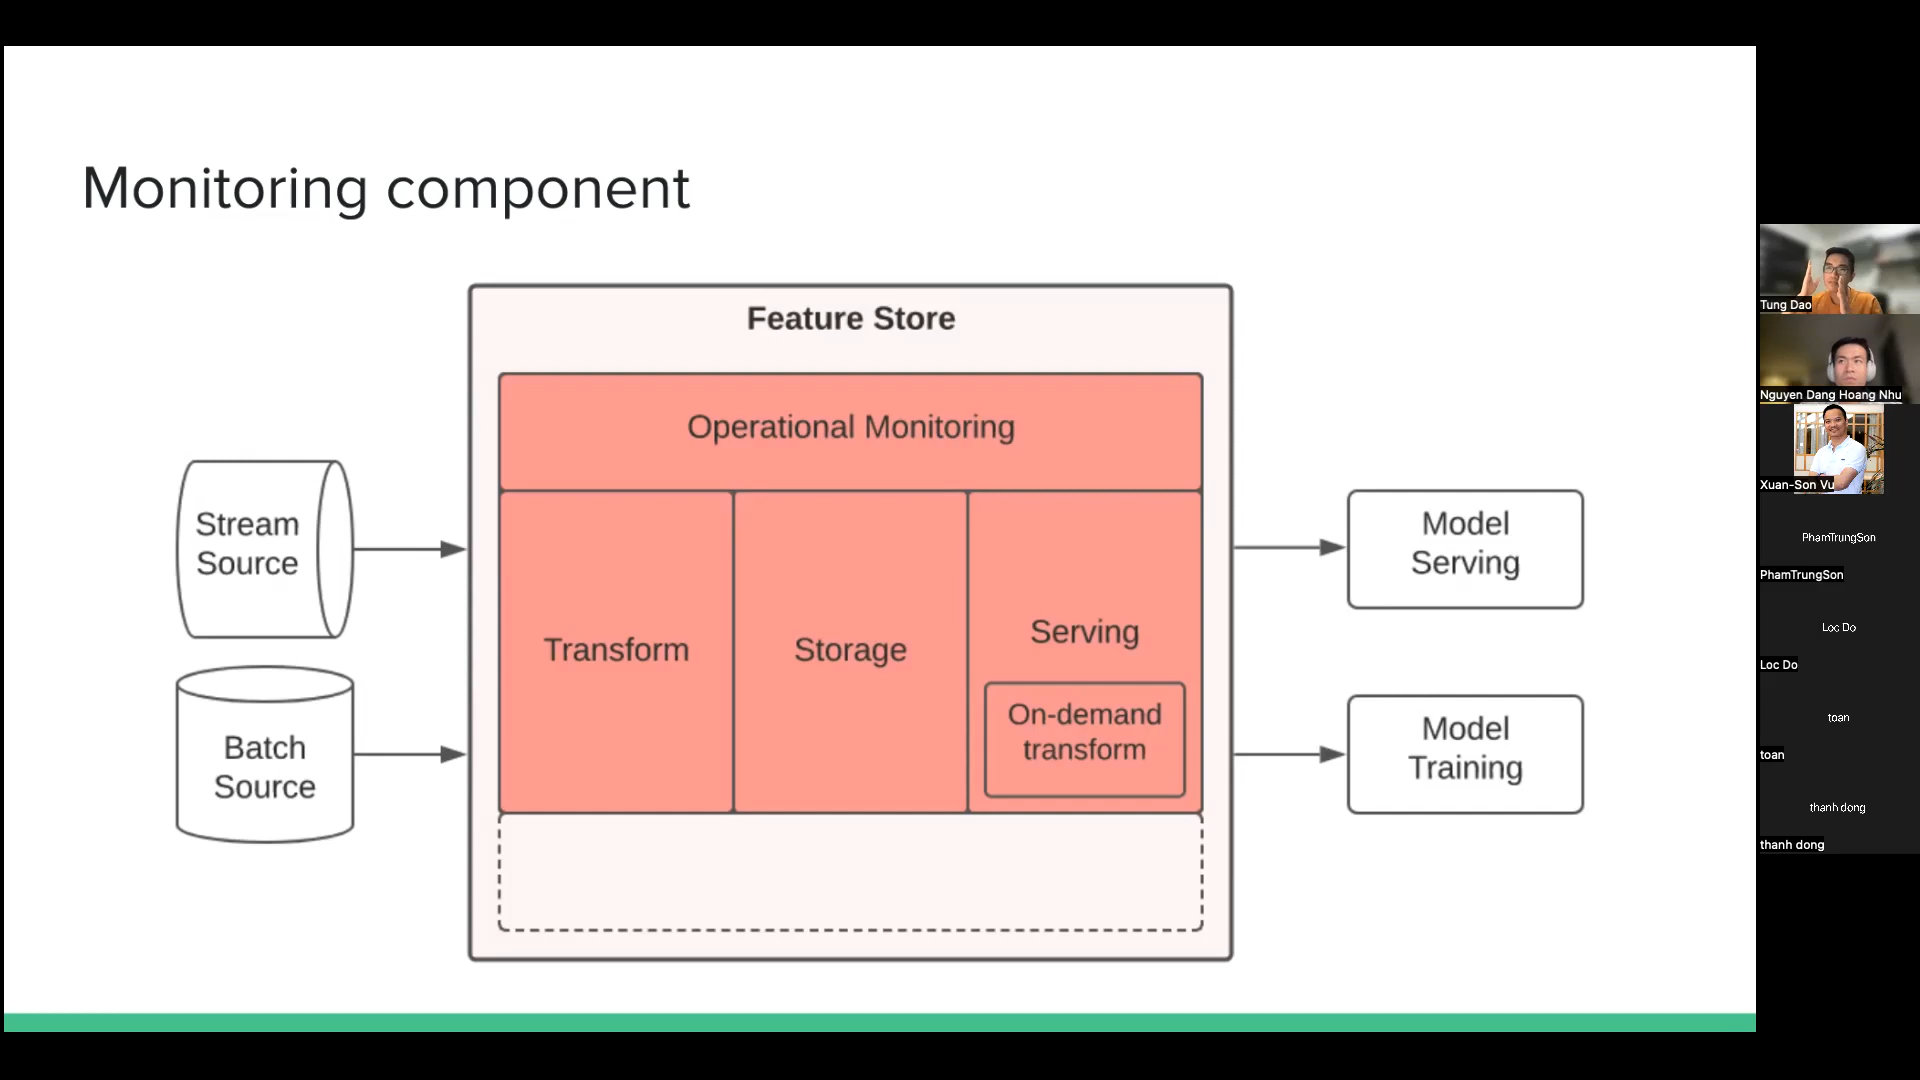 Monitoring component
Feature Store
Operational Monitoring
Stream
Source
Batch
Source
Transform
Storage
Serving
On-demand
transform
Model
Serving
Model
Training
Tung Dao
Nguyen Dang Hoang Nhu
Xuan-Son Vu
PhamTrungSon
PhamTrungSon
Loc Do
Loc Do
toan
toan
thanh dong
thanh dong